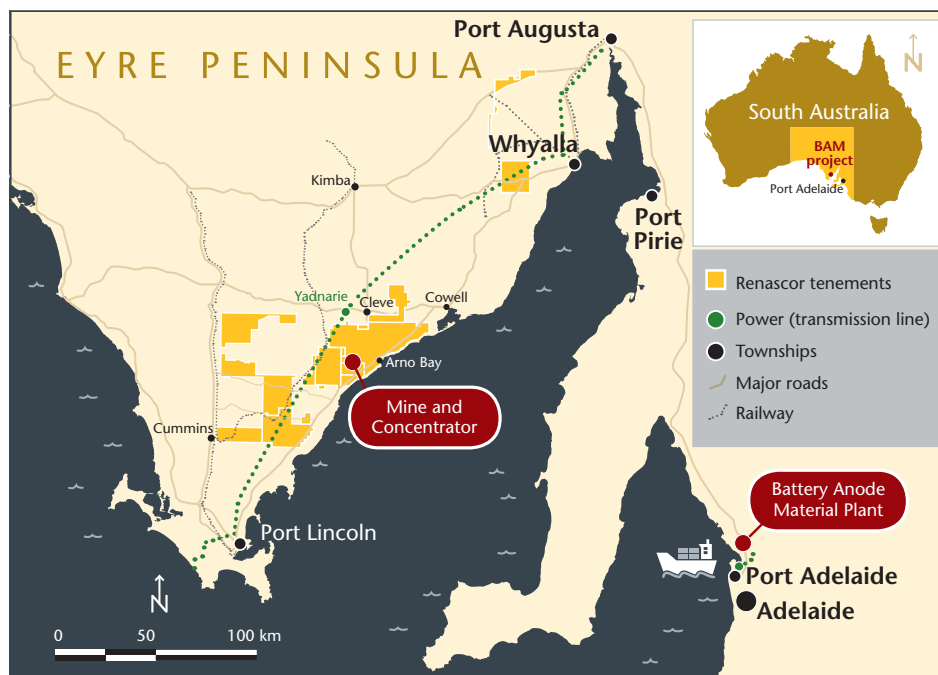 EYRE PENINSULA
Port Augusta
Whyalla
Kimba
Port
Pirie
Yadnarie
Cleve
Cowell
Arno Bay
Mine and
Concentrator
Cummins
Port Lincoln
N
0 50 100 km
Battery Anode
Material Plant
Port Adelaide
Adelaide
N
South Australia
BAM
project
Port Adelaide
Renascor tenements
Power (transmission line)
Townships
Major roads
Railway